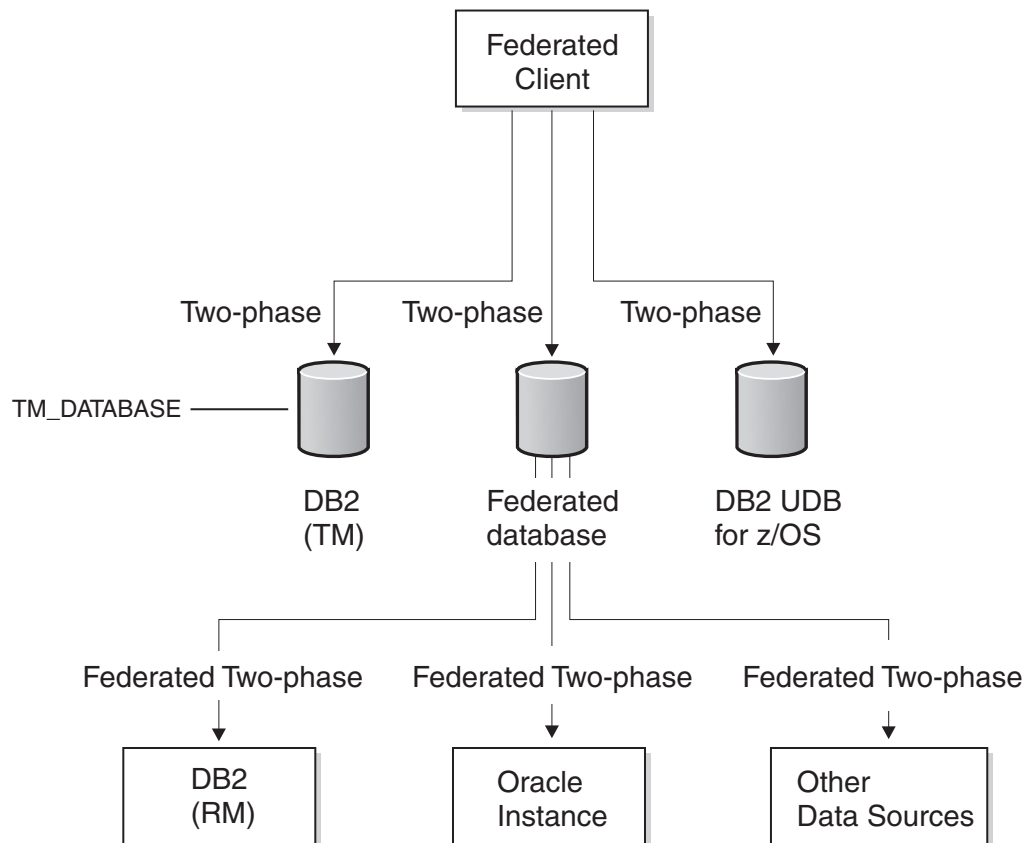 Federated
Client
Two-phase
Two-phase
Two-phase
TM_DATABASE
DB2
(TM)
Federated
database
DB2 UDB
for z/OS
Federated Two-phase
Federated Two-phase
Federated Two-phase
DB2
(RM)
Oracle
Instance
Other
Data Sources